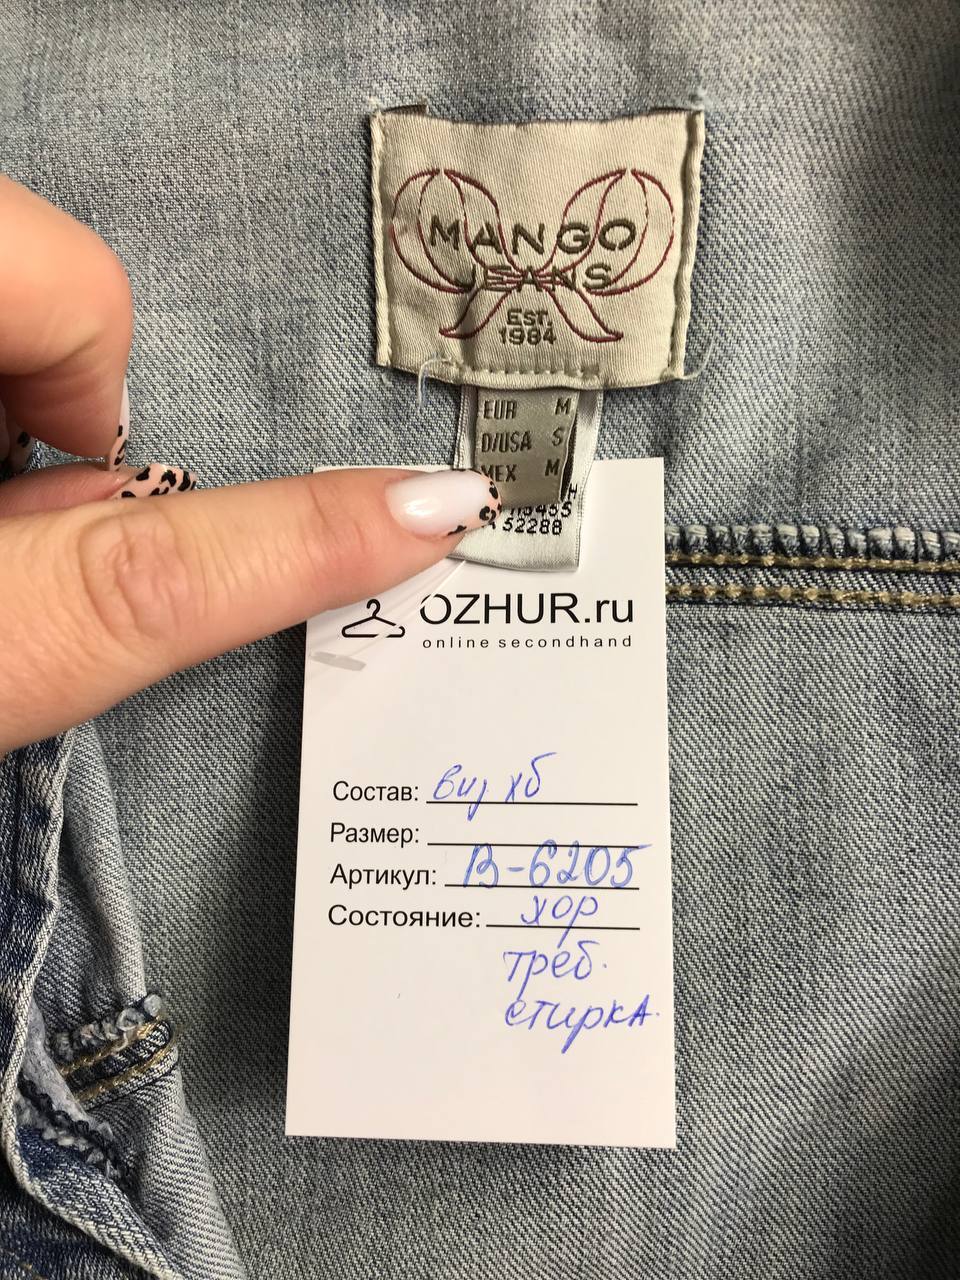 MANGO
JEANS
EST.
1984
EUR M
D/USA S
MEX M
52288
OZHUR.ru
online secondhand
Состав: виз хб
Размер:
Артикул: В-6205
Состояние: хор
треб.
стирка.